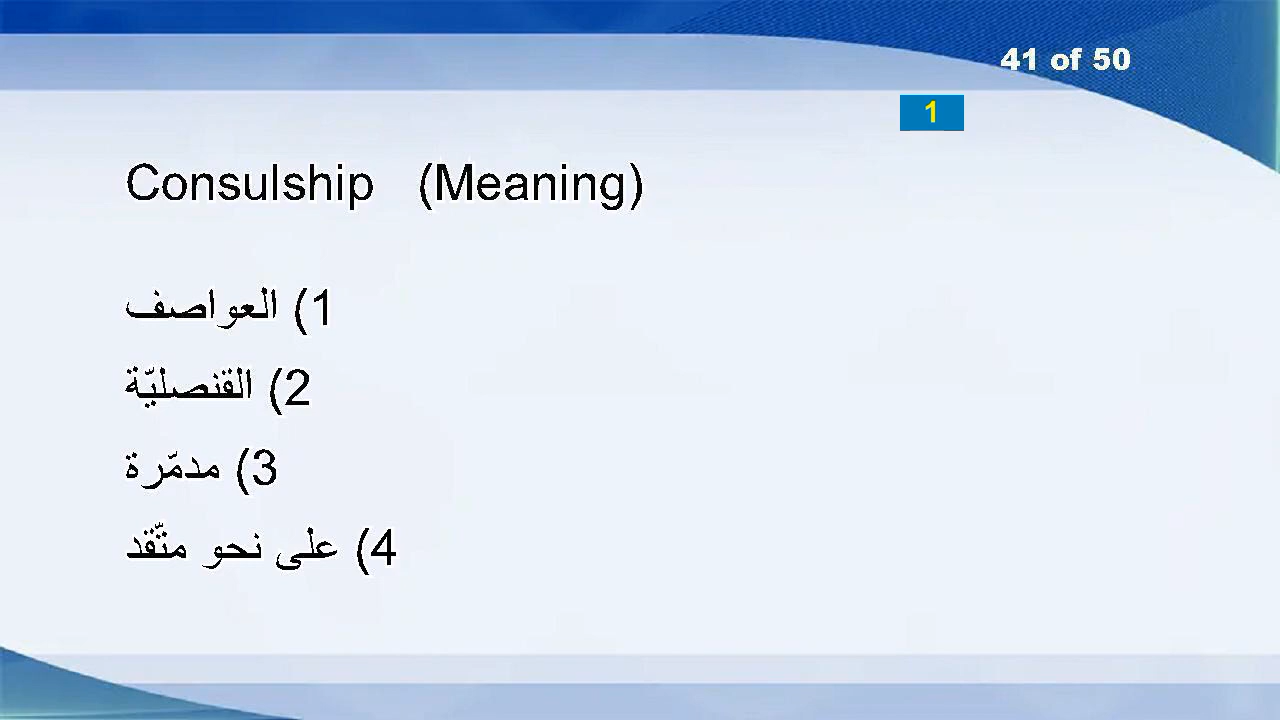 41 of 50
1
Consulship (Meaning)
1) العواصف
2) القنصليّة
3) مدمّرة
4) على نحو متّقد